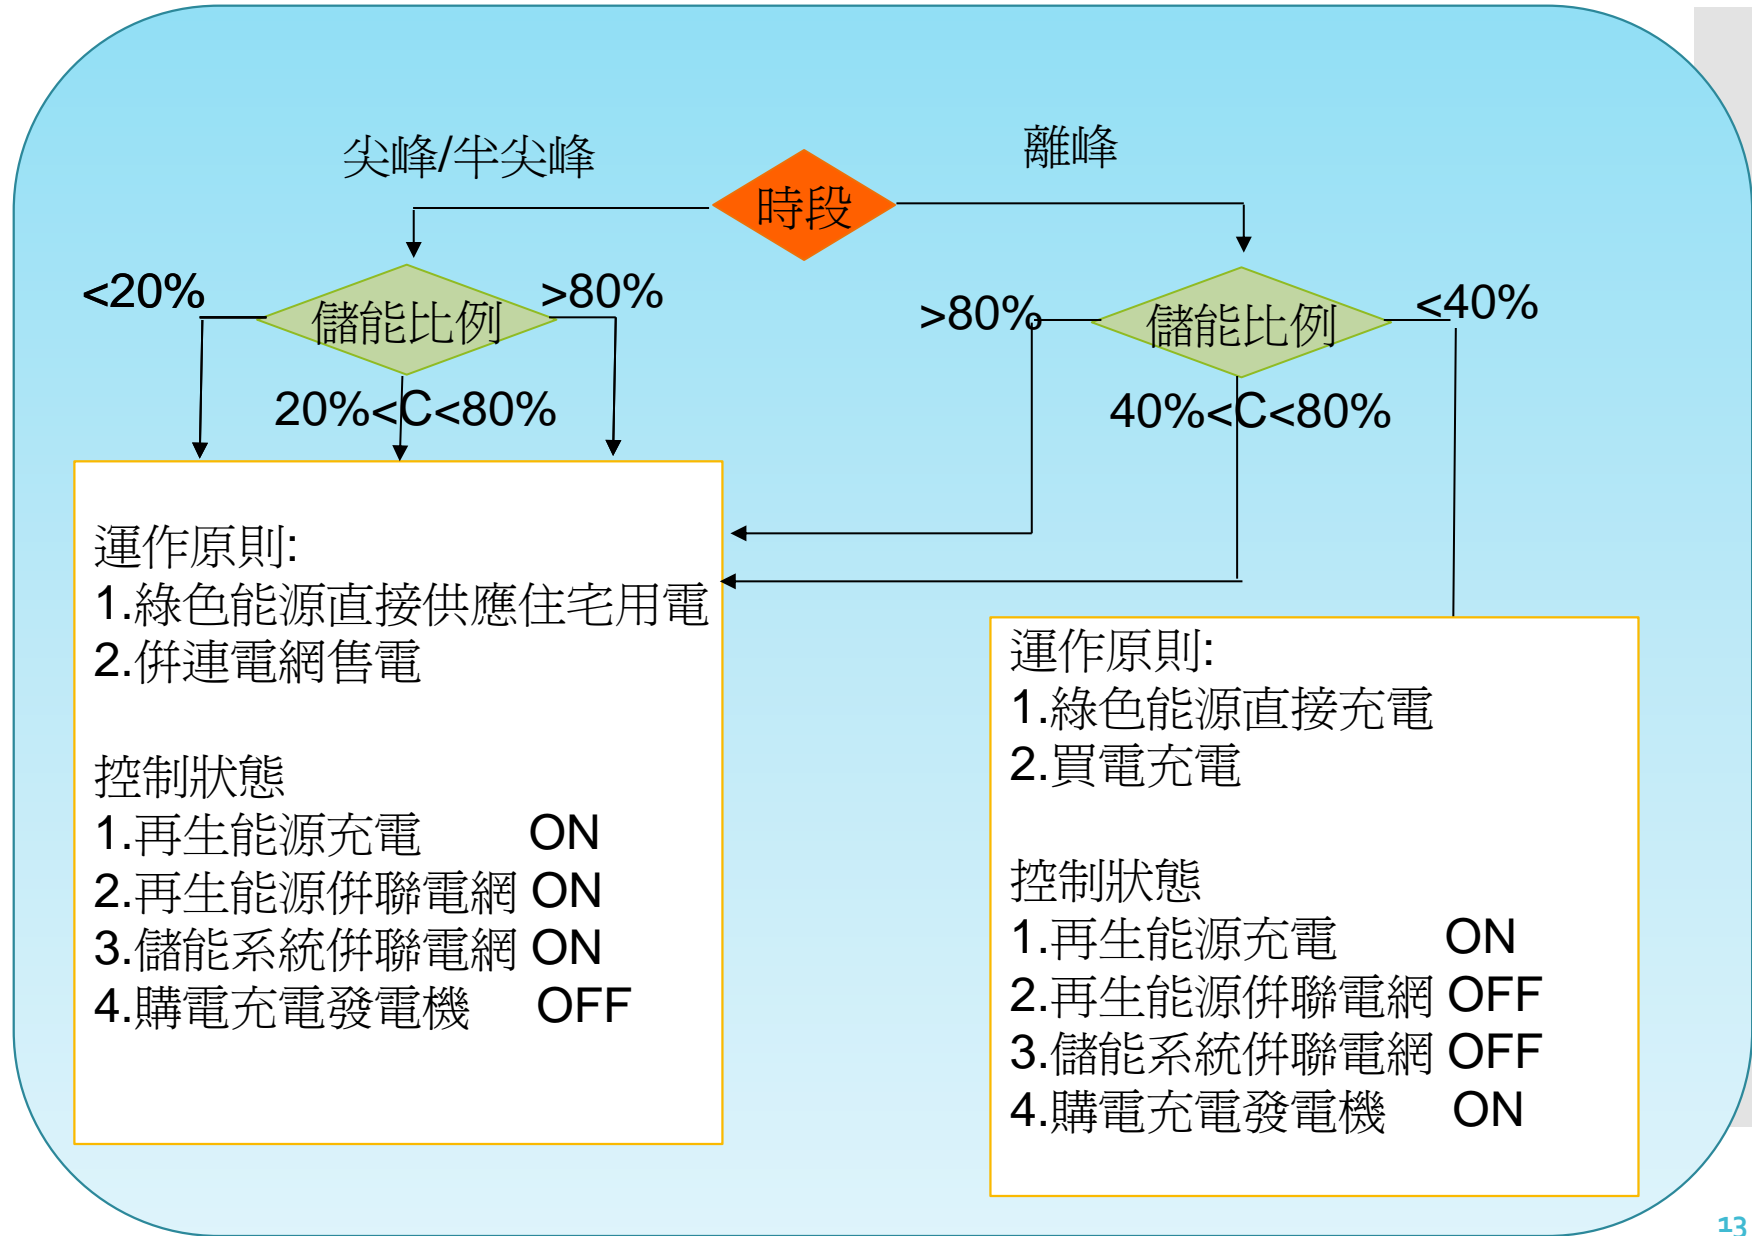 尖峰/半尖峰
離峰
時段
<20%
儲能比例
>80%
20%<C<80%
>80%
儲能比例
<40%
40%<C<80%
運作原則:
1.綠色能源直接供應住宅用電
2.倂連電網售電
控制狀態
1.再生能源充電 ON
2.再生能源倂聯電網 ON
3.儲能系統倂聯電網 ON
4.購電充電發電機 OFF
運作原則:
1.綠色能源直接充電
2.買電充電
控制狀態
1.再生能源充電 ON
2.再生能源倂聯電網 OFF
3.儲能系統倂聯電網 OFF
4.購電充電發電機 ON
13